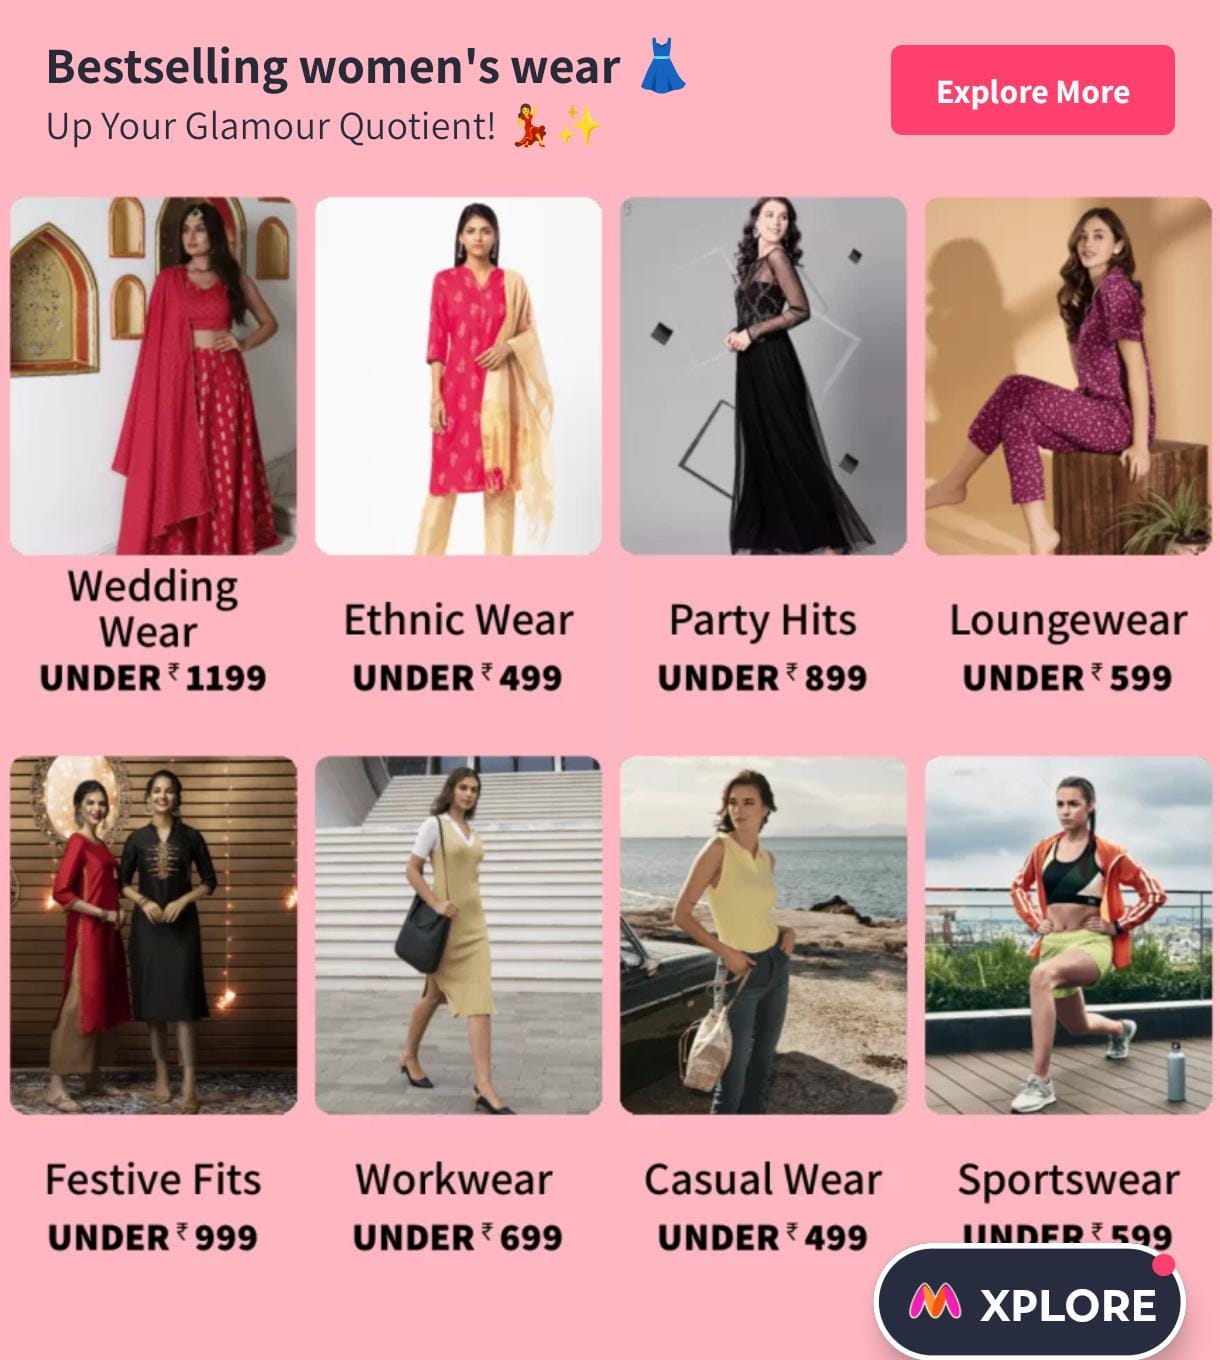 Bestselling women's wear 👗
Up Your Glamour Quotient! 💃✨
Explore More
Wedding
Wear
UNDER ₹1199
Ethnic Wear
UNDER ₹499
Party Hits
UNDER ₹899
Loungewear
UNDER ₹599
Festive Fits
UNDER ₹999
Workwear
UNDER ₹699
Casual Wear
UNDER ₹499
Sportswear
UNDER ₹599
XPLORE